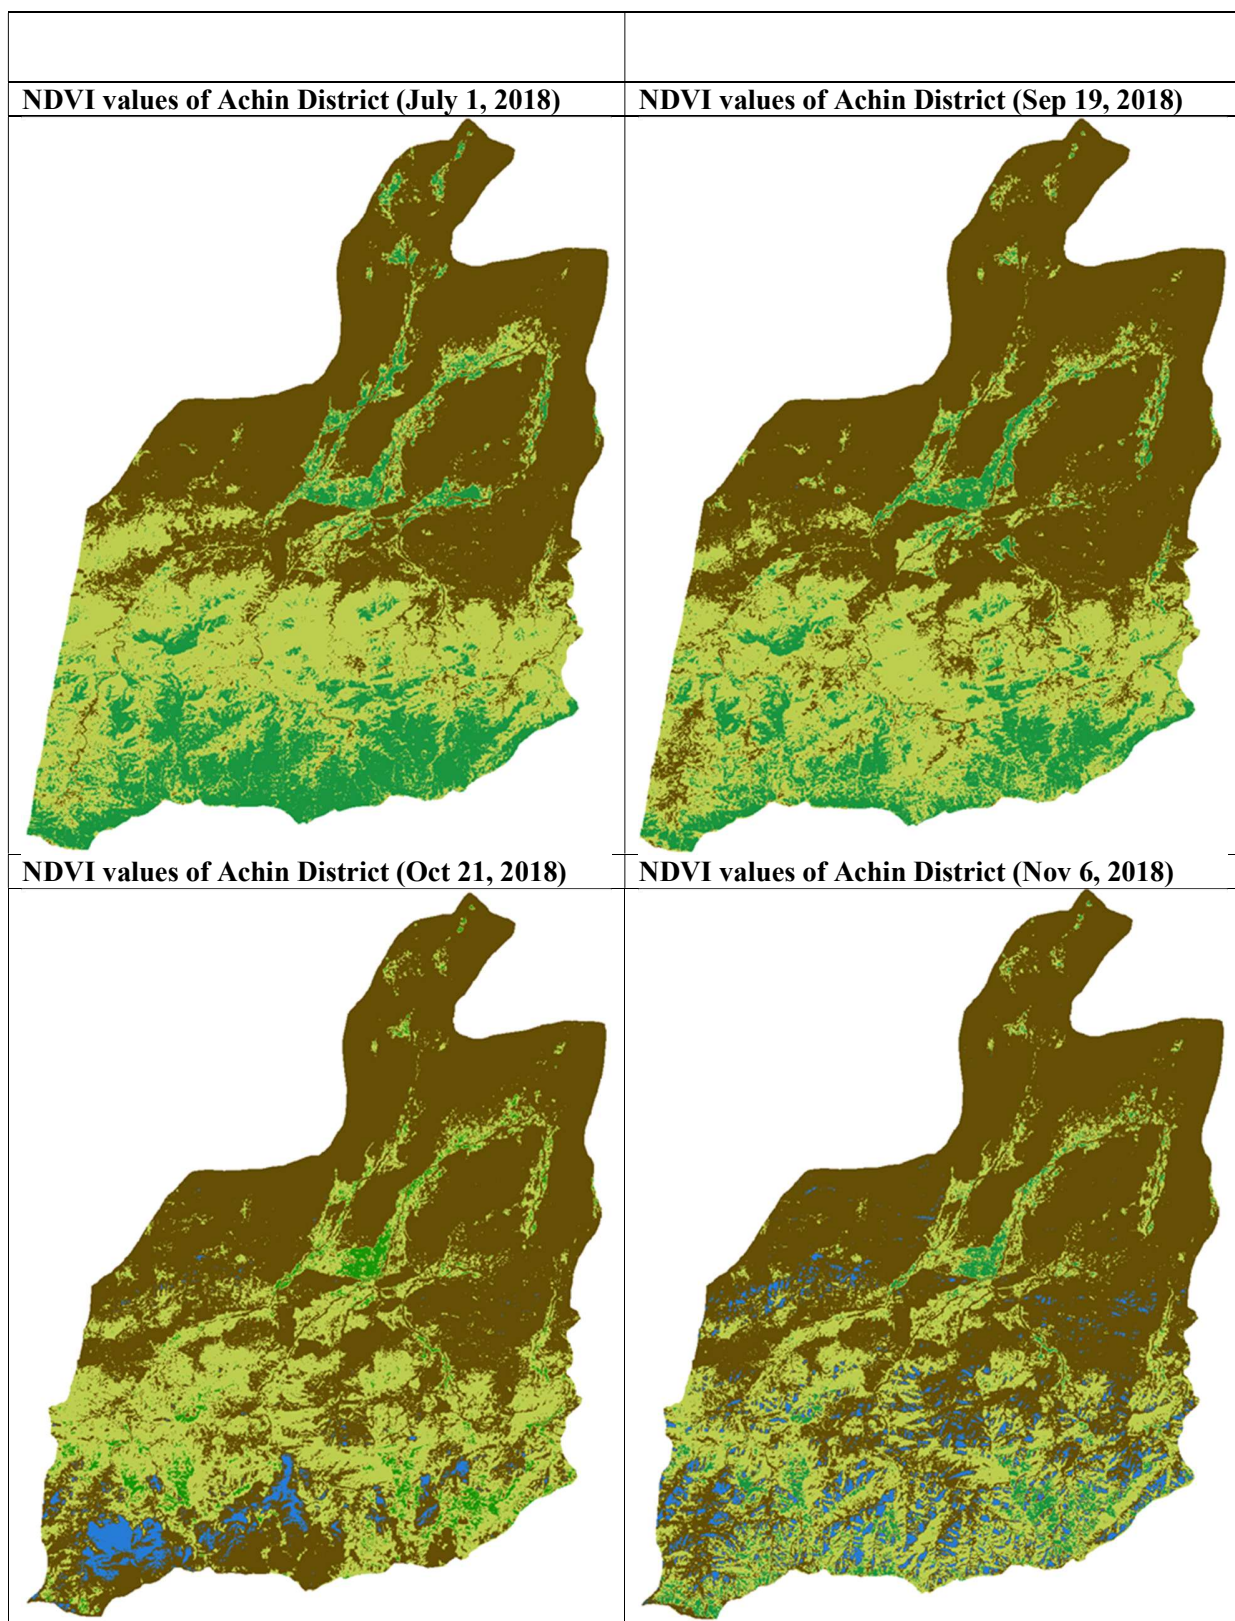 NDVI values of Achin District (July 1, 2018)
NDVI values of Achin District (Sep 19, 2018)
NDVI values of Achin District (Oct 21, 2018)
NDVI values of Achin District (Nov 6, 2018)